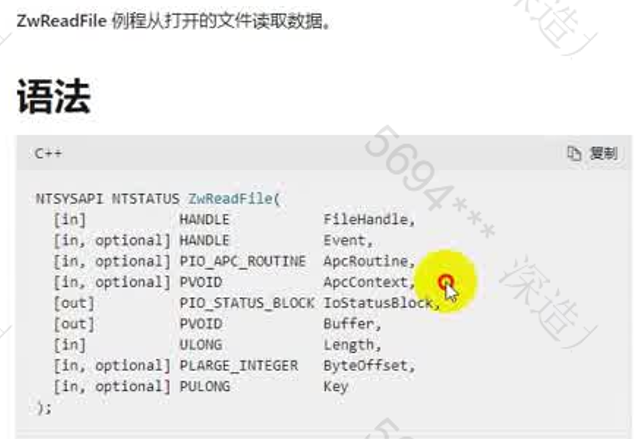 ZwReadFile 例程从打开的文件读取数据。
语法
C++ 复制
NTSYSAPI NTSTATUS ZwReadFile(
[in] HANDLE FileHandle,
[in, optional] HANDLE Event,
[in, optional] PIO_APC_ROUTINE ApcRoutine,
[in, optional] PVOID ApcContext,
[out] PIO_STATUS_BLOCK IoStatusBlock,
[out] PVOID Buffer,
[in] ULONG Length,
[in, optional] PLARGE_INTEGER ByteOffset,
[in, optional] PULONG Key
);
5694*** 深造
深造